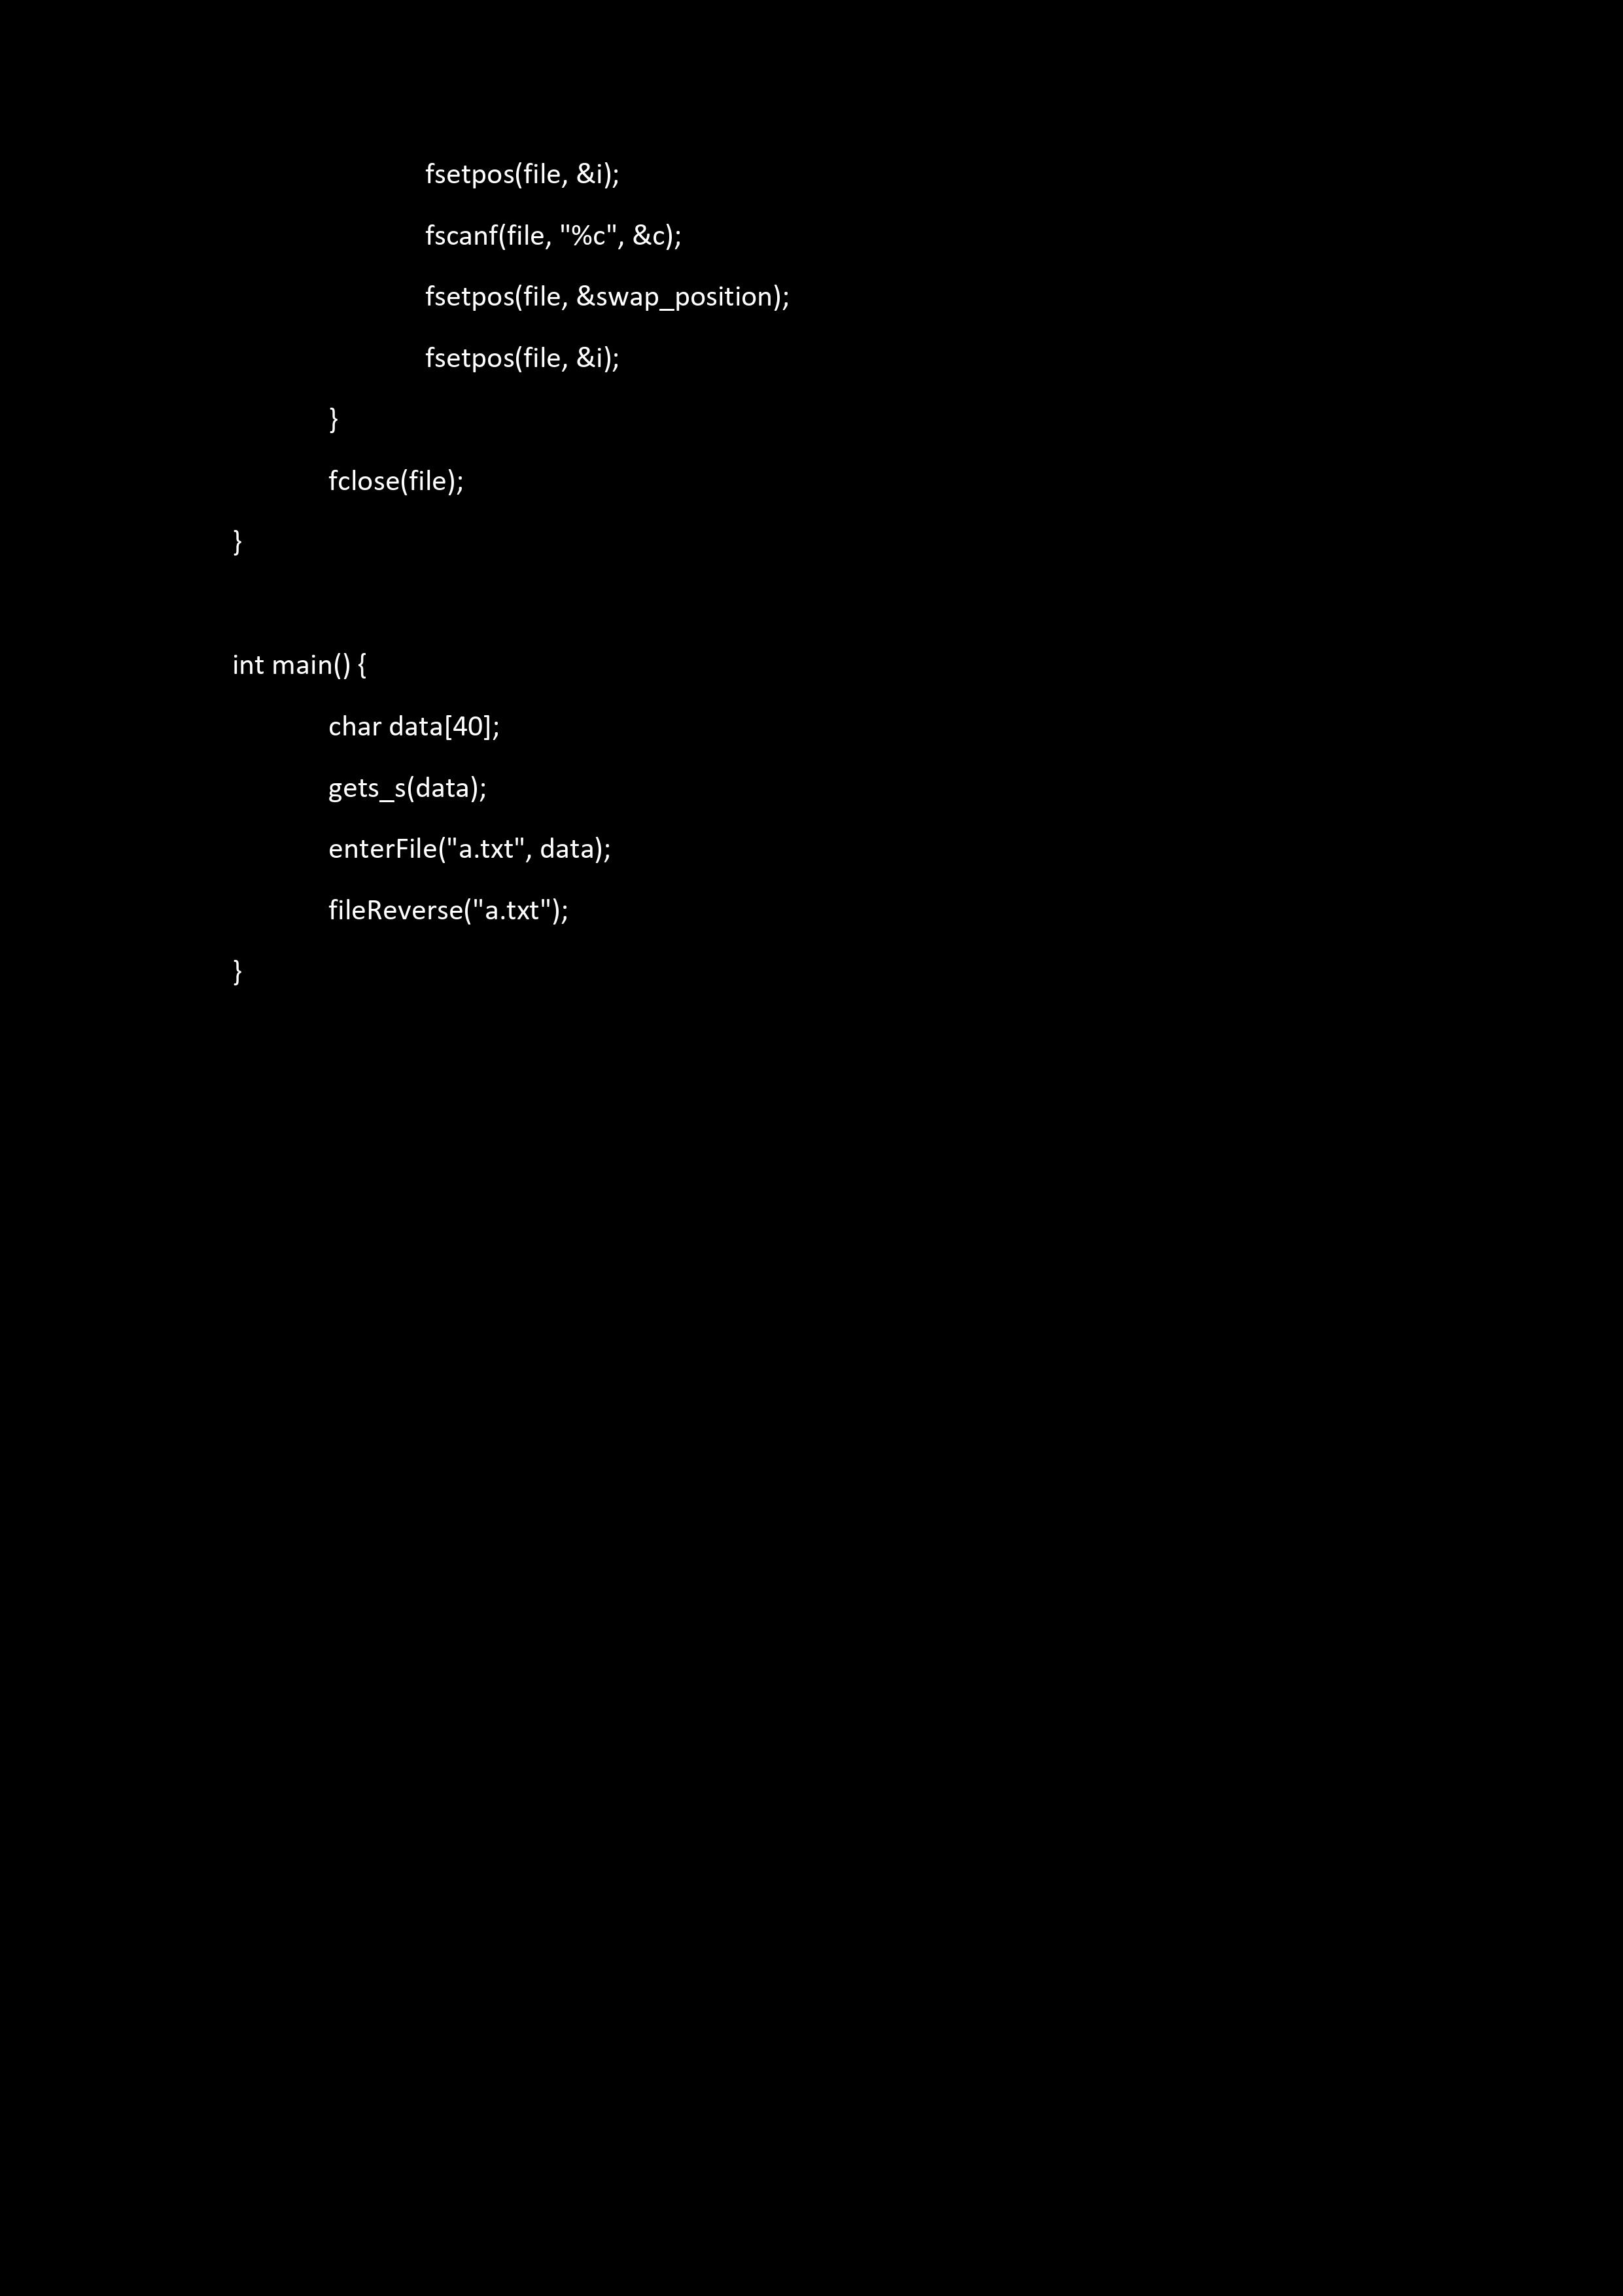 fsetpos(file, &i);
fscanf(file, "%c", &c);
fsetpos(file, &swap_position);
fsetpos(file, &i);
}
fclose(file);
}
int main() {
char data[40];
gets_s(data);
enterFile("a.txt", data);
fileReverse("a.txt");
}